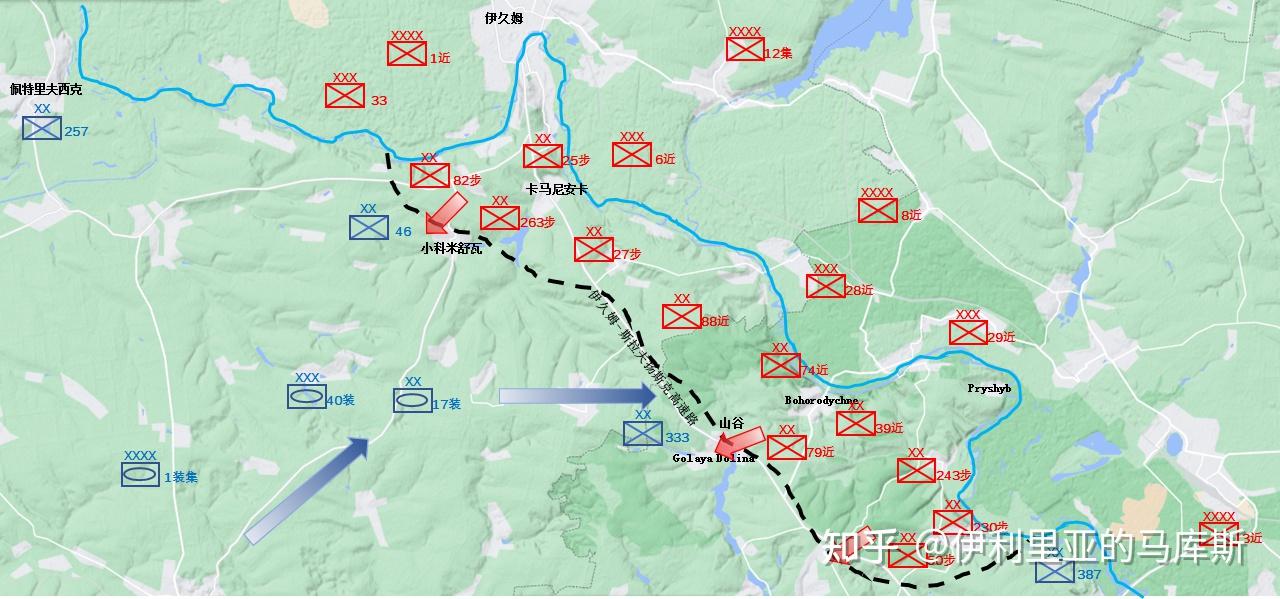 伊久姆
XXXX
1近
XXXX
12集
XXX
33
佩特里夫西克
XX
257
XX
82步
XX
25步
XXX
6近
卡马尼安卡
XX
46
XX
263步
小科米舒瓦
XX
27步
XXXX
8近
XXX
28近
XX
88近
伊久姆-斯拉夫扬斯克高速路
XXX
29近
XX
74近
Pryshyb
Bohorodychne
XXX
40装
XX
17装
XX
333
山谷
Golaya Dolina
XX
79近
XX
39近
XXXX
1装集
XX
243步
XX
230步
XX
XXXX
3近
XX
387
知乎 @伊利里亚的马库斯